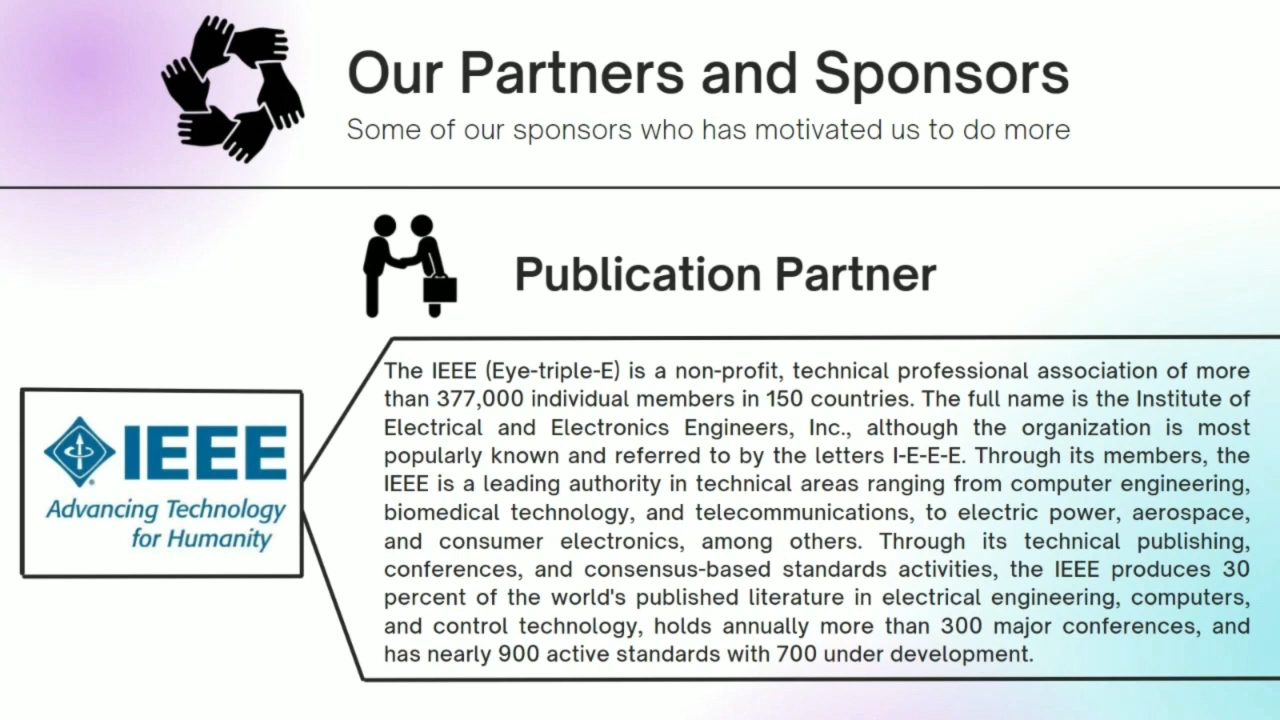 Our Partners and Sponsors
Some of our sponsors who has motivated us to do more
Publication Partner
IEEE
Advancing Technology
for Humanity
The IEEE (Eye-triple-E) is a non-profit, technical professional association of more
than 377,000 individual members in 150 countries. The full name is the Institute of
Electrical and Electronics Engineers, Inc., although the organization is most
popularly known and referred to by the letters I-E-E-E. Through its members, the
IEEE is a leading authority in technical areas ranging from computer engineering,
biomedical technology, and telecommunications, to electric power, aerospace,
and consumer electronics, among others. Through its technical publishing,
conferences, and consensus-based standards activities, the IEEE produces 30
percent of the world's published literature in electrical engineering, computers,
and control technology, holds annually more than 300 major conferences, and
has nearly 900 active standards with 700 under development.